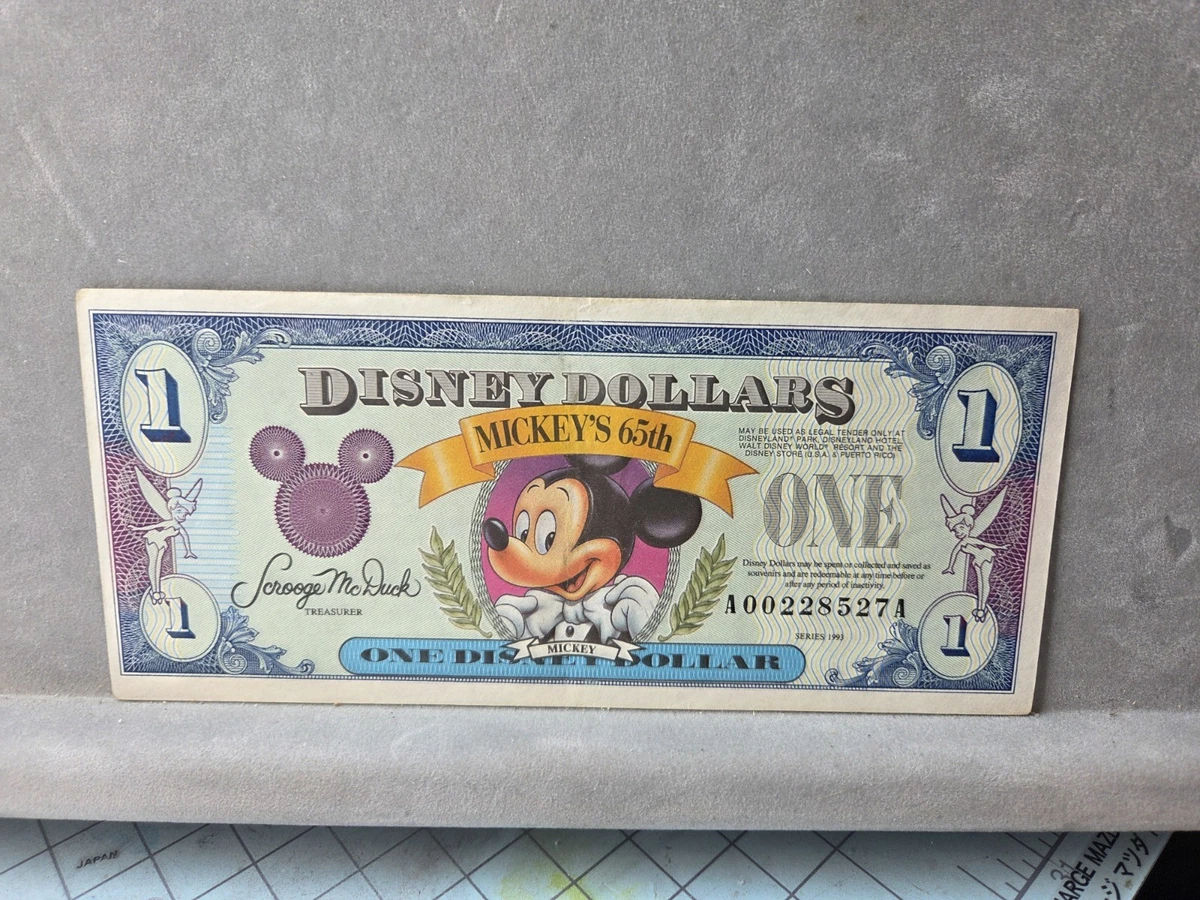 DISNEY DOLLARS
MICKEY'S 65th
1
1
MAY BE USED AS LEGAL TENDER ONLY AT
DISNEYLAND® PARK, DISNEYLAND HOTEL,
WALT DISNEY WORLD® RESORT AND THE
DISNEY STORE (U.S.A. & PUERTO RICO)
ONE
Disney Dollars may be spent or collected and saved as
souvenirs and are redeemable at any time before or
after any period of inactivity.
Scrooge McDuck
TREASURER
A00228527A
SERIES 1993
1
1
MICKEY
ONE DISNEY DOLLAR
JAPAN
マツダ